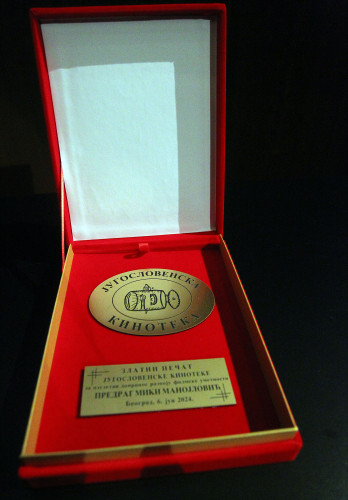 ЈУГОСЛОВЕНСКА
КИНОТЕКА
ЗЛАТНИ ПЕЧАТ
ЈУГОСЛОВЕНСКЕ КИНОТЕКЕ
за изузетан допринос развоју филмске уметности
ПРЕДРАГ МИКИ МАНОЈЛОВИЋ
Београд, 6. јун 2024.